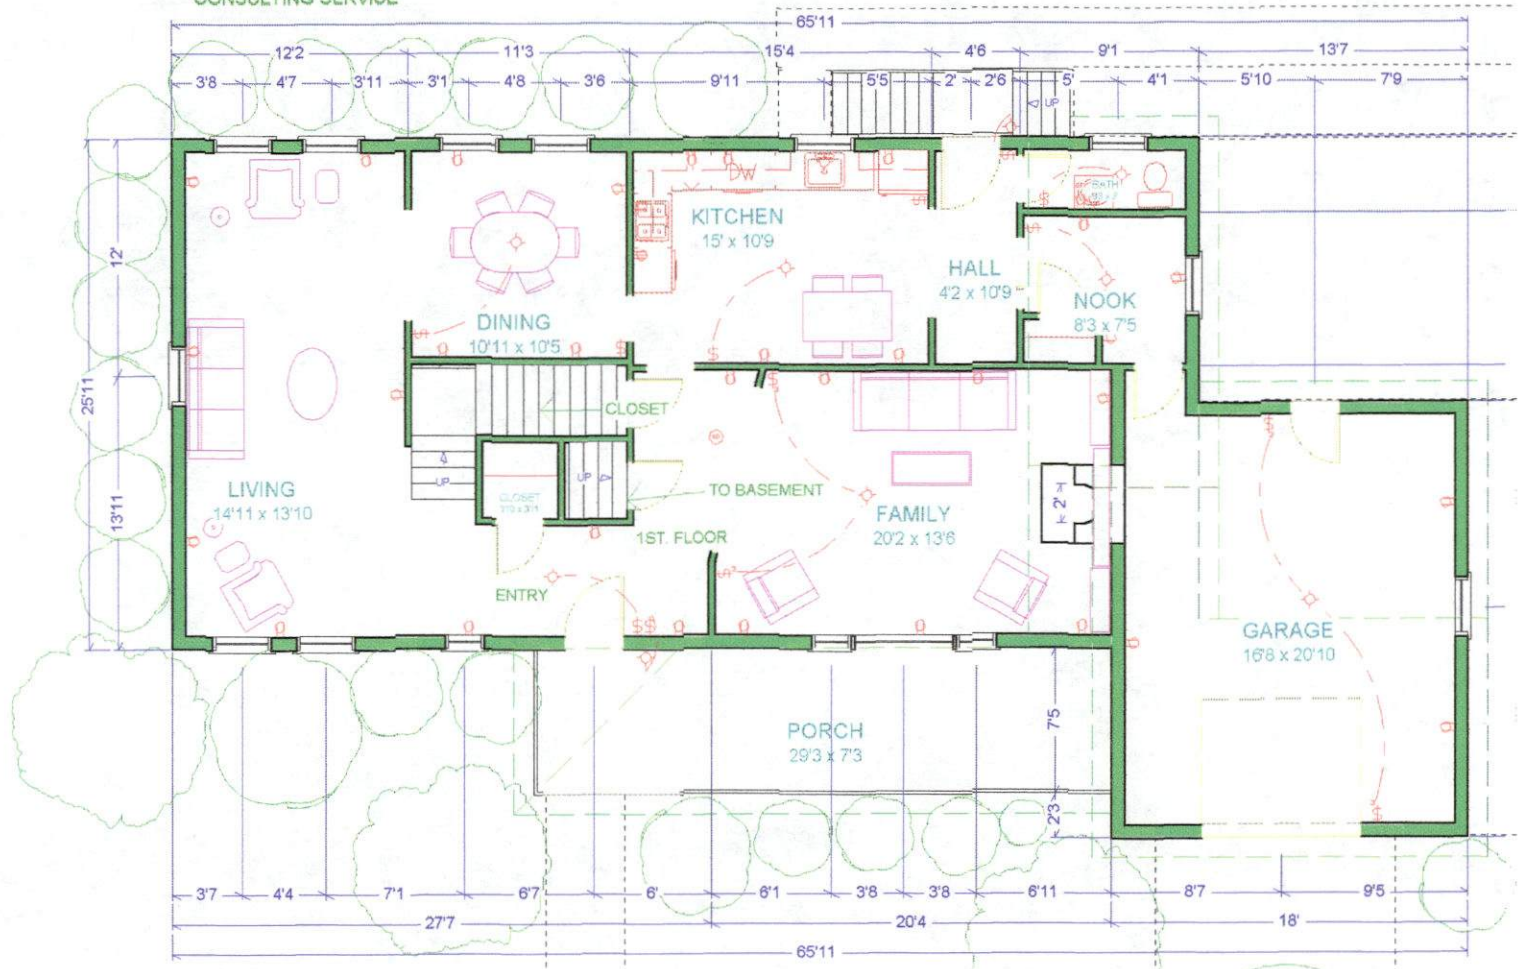 CONSULTING SERVICE
65'11
12'2 11'3 15'4 4'6 9'1 13'7
3'8 4'7 3'11 3'1 4'8 3'6 9'11 5'5 2' 2'6 5' 4'1 5'10 7'9
UP
DW
BATH
KITCHEN
15' x 10'9
HALL
4'2 x 10'9
NOOK
8'3 x 7'5
12'
DINING
10'11 x 10'5
25'11
CLOSET
13'11
UP
UP
LIVING
14'11 x 13'10
CLOSET
TO BASEMENT
2'
FAMILY
20'2 x 13'6
1ST. FLOOR
ENTRY
GARAGE
16'8 x 20'10
PORCH
29'3 x 7'3
7'5
2'3
3'7 4'4 7'1 6'7 6' 6'1 3'8 3'8 6'11 8'7 9'5
27'7 20'4 18'
65'11